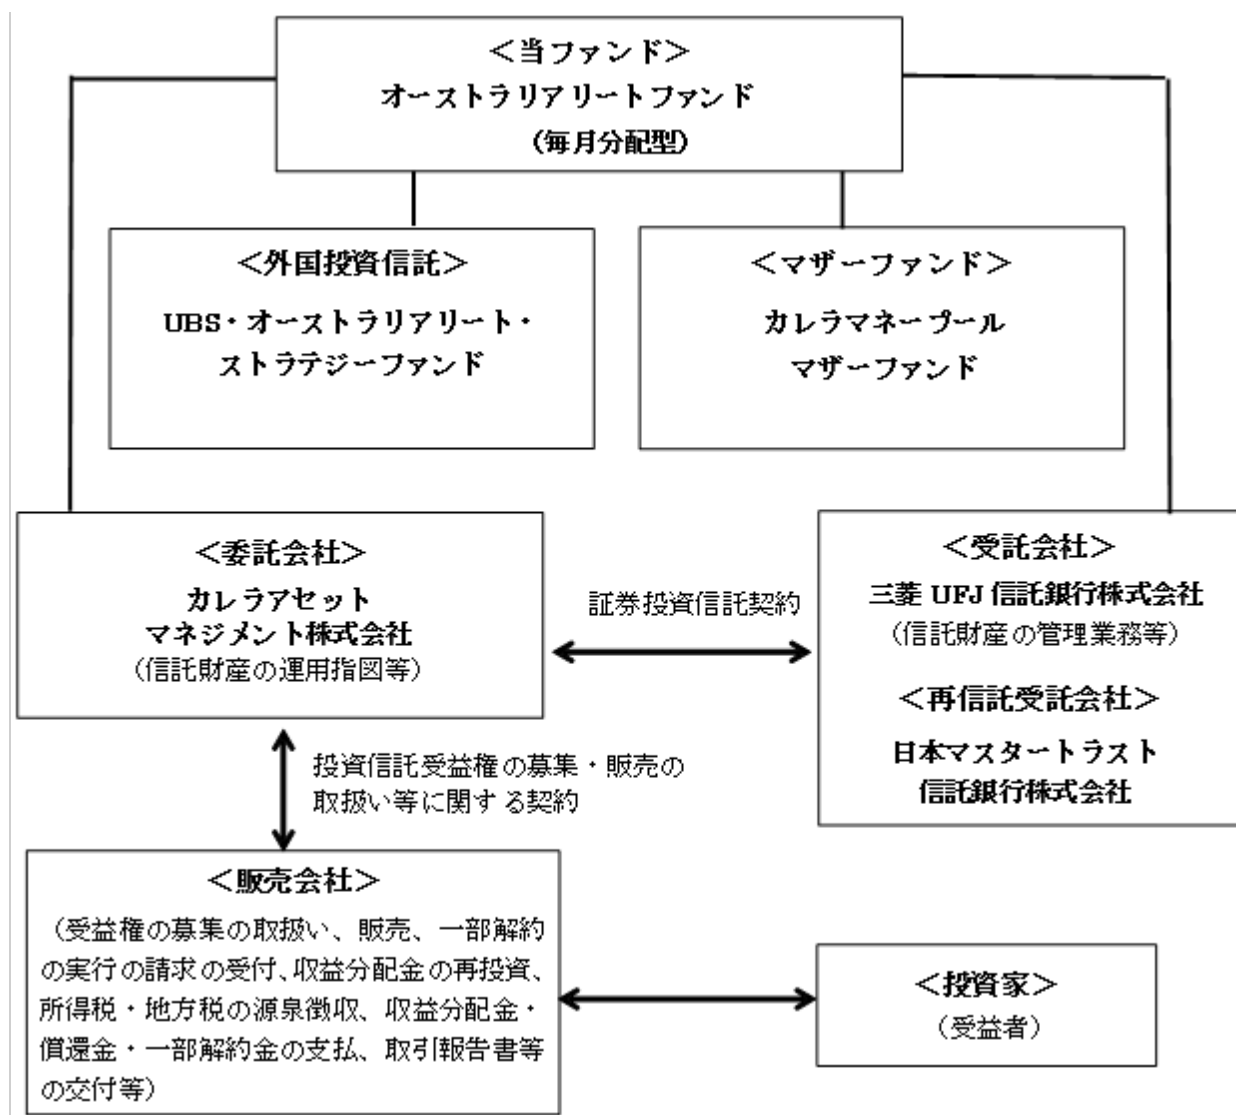 ＜当ファンド＞
オーストラリアリートファンド
（毎月分配型）
＜外国投資信託＞
UBS・オーストラリアリート・
ストラテジーファンド
＜マザーファンド＞
カレラマネープール
マザーファンド
＜委託会社＞
カレラアセット
マネジメント株式会社
（信託財産の運用指図等）
証券投資信託契約
＜受託会社＞
三菱 UFJ 信託銀行株式会社
（信託財産の管理業務等）
＜再信託受託会社＞
日本マスタートラスト
信託銀行株式会社
投資信託受益権の募集・販売の
取扱い等に関する契約
＜販売会社＞
（受益権の募集の取扱い、販売、一部解約
の実行の請求の受付、収益分配金の再投資、
所得税・地方税の源泉徴収、収益分配金・
償還金・一部解約金の支払、取引報告書等
の交付等）
＜投資家＞
（受益者）